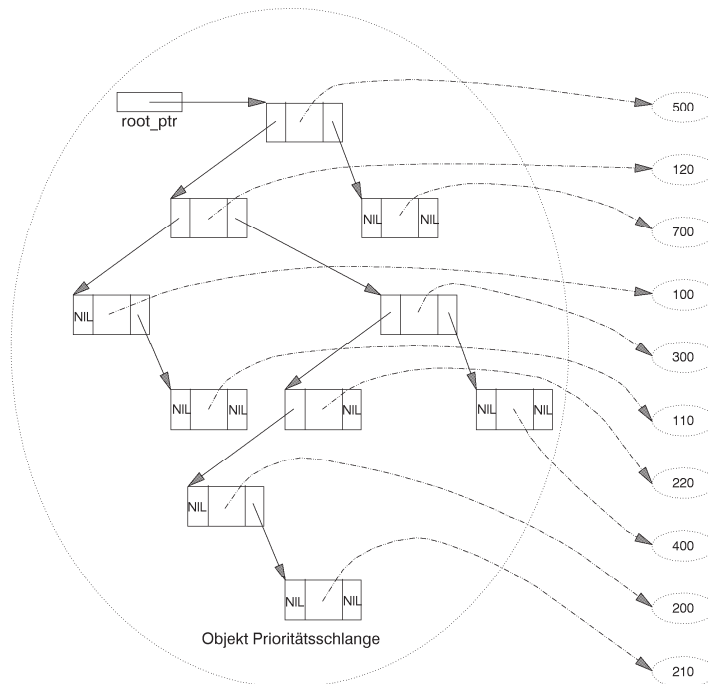 root_ptr
500
120
NIL NIL
700
NIL
100
300
NIL NIL
NIL
NIL NIL
110
220
NIL
400
200
NIL NIL
Objekt Prioritätsschlange
210